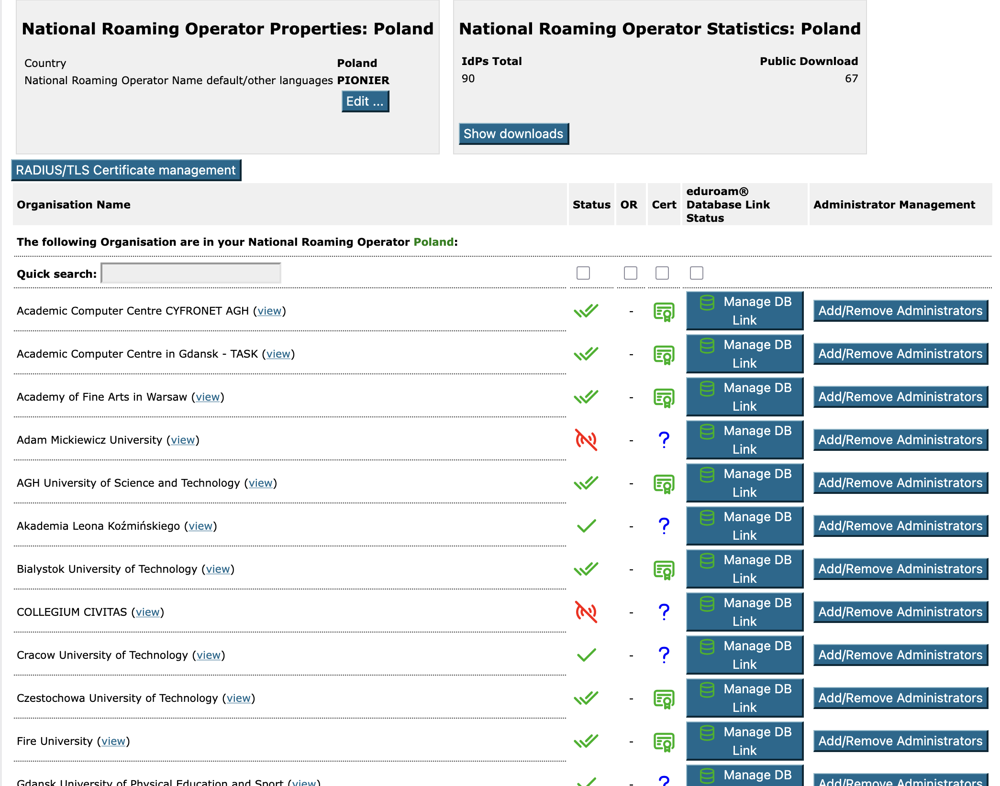 National Roaming Operator Properties: Poland
Country Poland
National Roaming Operator Name default/other languages PIONIER
Edit ...
National Roaming Operator Statistics: Poland
IdPs Total Public Download
90 67
Show downloads
RADIUS/TLS Certificate management
Organisation Name Status OR Cert eduroam® Database Link Status Administrator Management
The following Organisation are in your National Roaming Operator Poland:
Quick search:
Academic Computer Centre CYFRONET AGH (view) - Manage DB Link Add/Remove Administrators
Academic Computer Centre in Gdansk - TASK (view) - Manage DB Link Add/Remove Administrators
Academy of Fine Arts in Warsaw (view) - Manage DB Link Add/Remove Administrators
Adam Mickiewicz University (view) - ? Manage DB Link Add/Remove Administrators
AGH University of Science and Technology (view) - Manage DB Link Add/Remove Administrators
Akademia Leona Koźmińskiego (view) - ? Manage DB Link Add/Remove Administrators
Bialystok University of Technology (view) - Manage DB Link Add/Remove Administrators
COLLEGIUM CIVITAS (view) - ? Manage DB Link Add/Remove Administrators
Cracow University of Technology (view) - ? Manage DB Link Add/Remove Administrators
Czestochowa University of Technology (view) - Manage DB Link Add/Remove Administrators
Fire University (view) - Manage DB Link Add/Remove Administrators
Gdansk University of Physical Education and Sport (view) - ? Manage DB Add/Remove Administrators